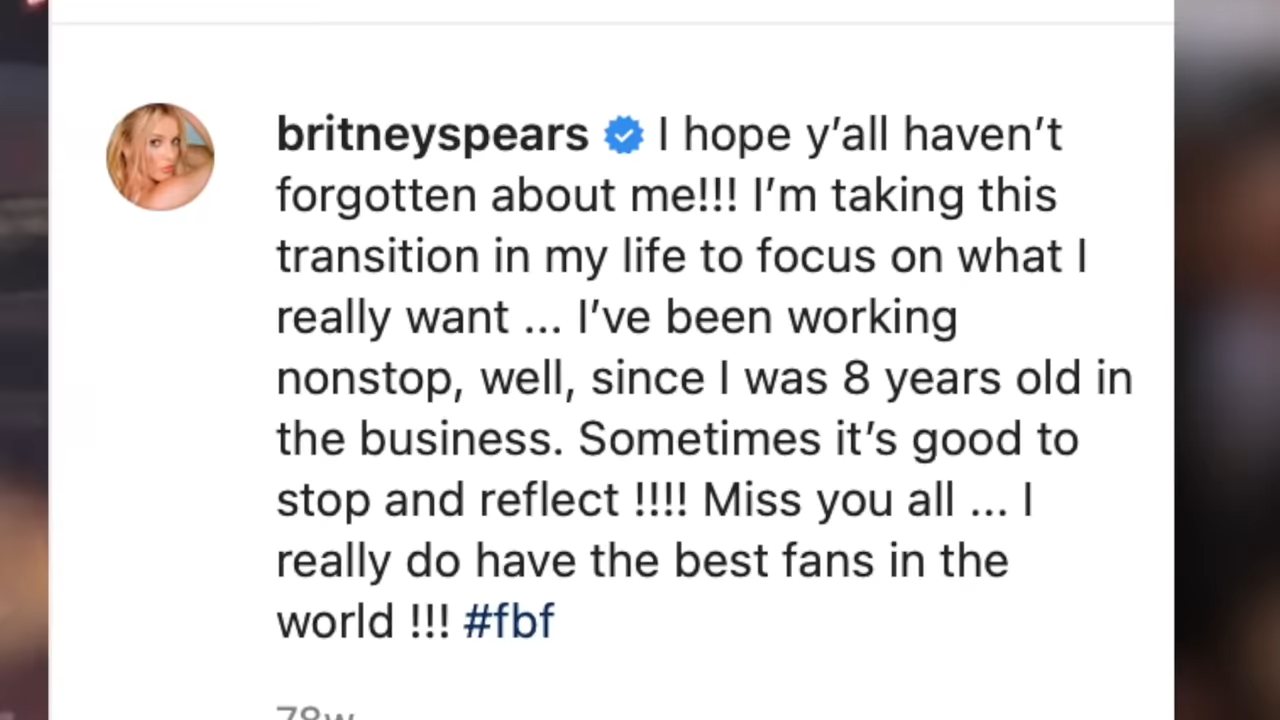 britneyspears I hope y’all haven’t
forgotten about me!!! I’m taking this
transition in my life to focus on what I
really want ... I’ve been working
nonstop, well, since I was 8 years old in
the business. Sometimes it’s good to
stop and reflect !!!! Miss you all ... I
really do have the best fans in the
world !!! #fbf
78w